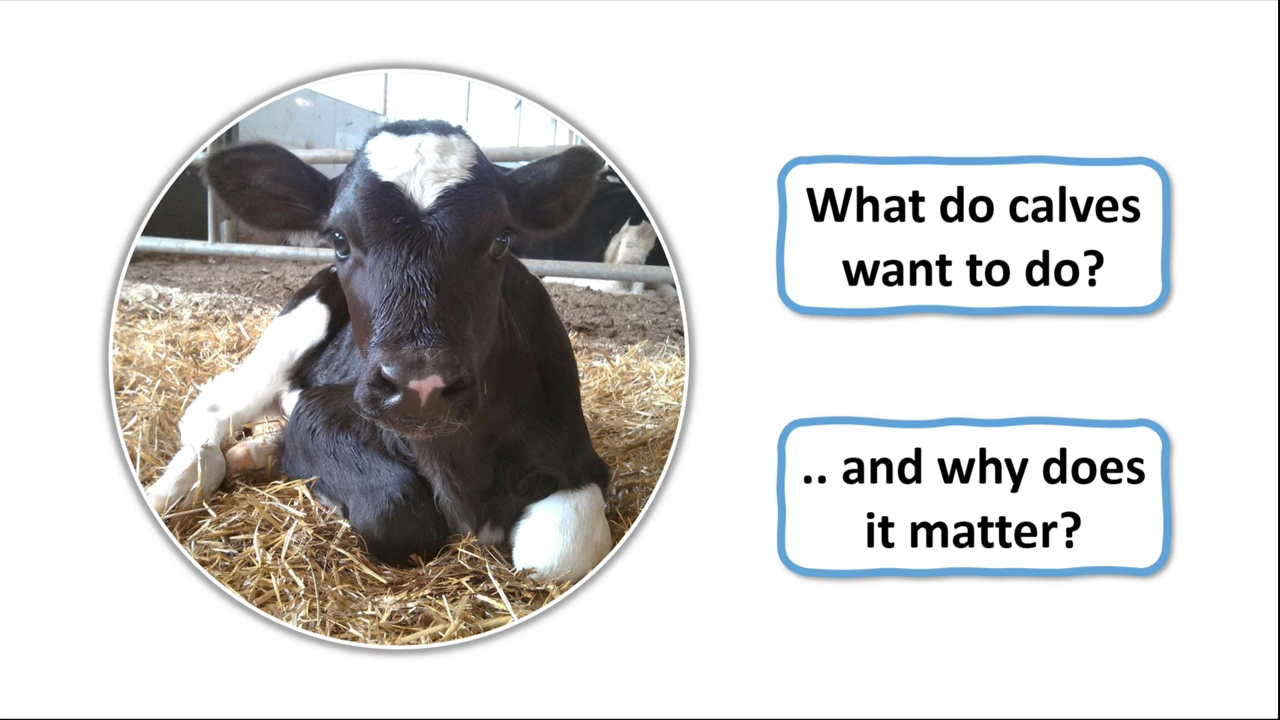 What do calves
want to do?
.. and why does
it matter?